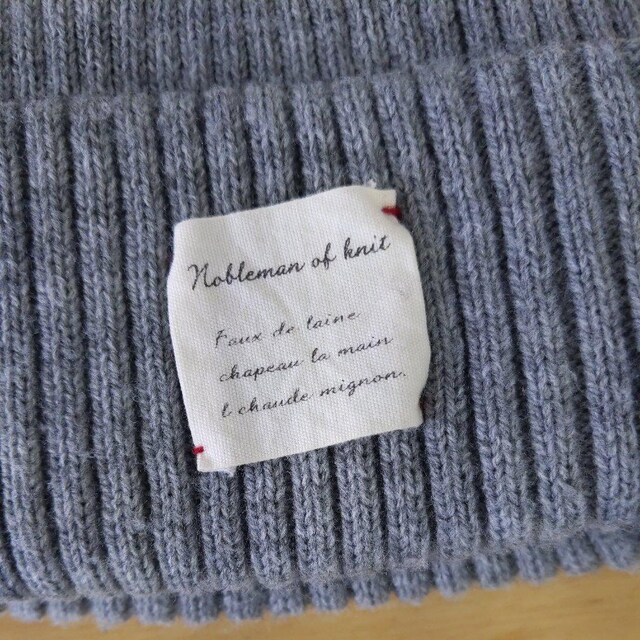 Nobleman of knit
Faux de laine
chapeau la main
l chaude mignon.